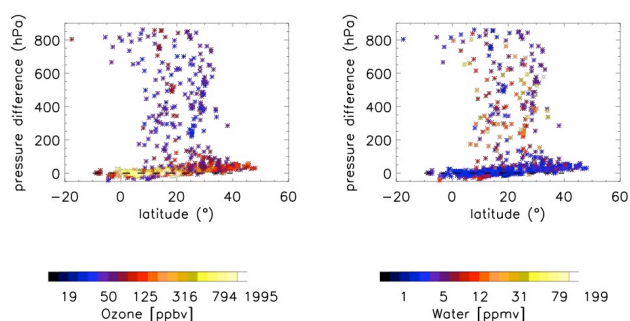 pressure difference (hPa)
800
600
400
200
0
−20 0 20 40 60
latitude (°)
19 50 125 316 794 1995
Ozone [ppbv]
pressure difference (hPa)
800
600
400
200
0
−20 0 20 40 60
latitude (°)
1 5 12 31 79 199
Water [ppmv]